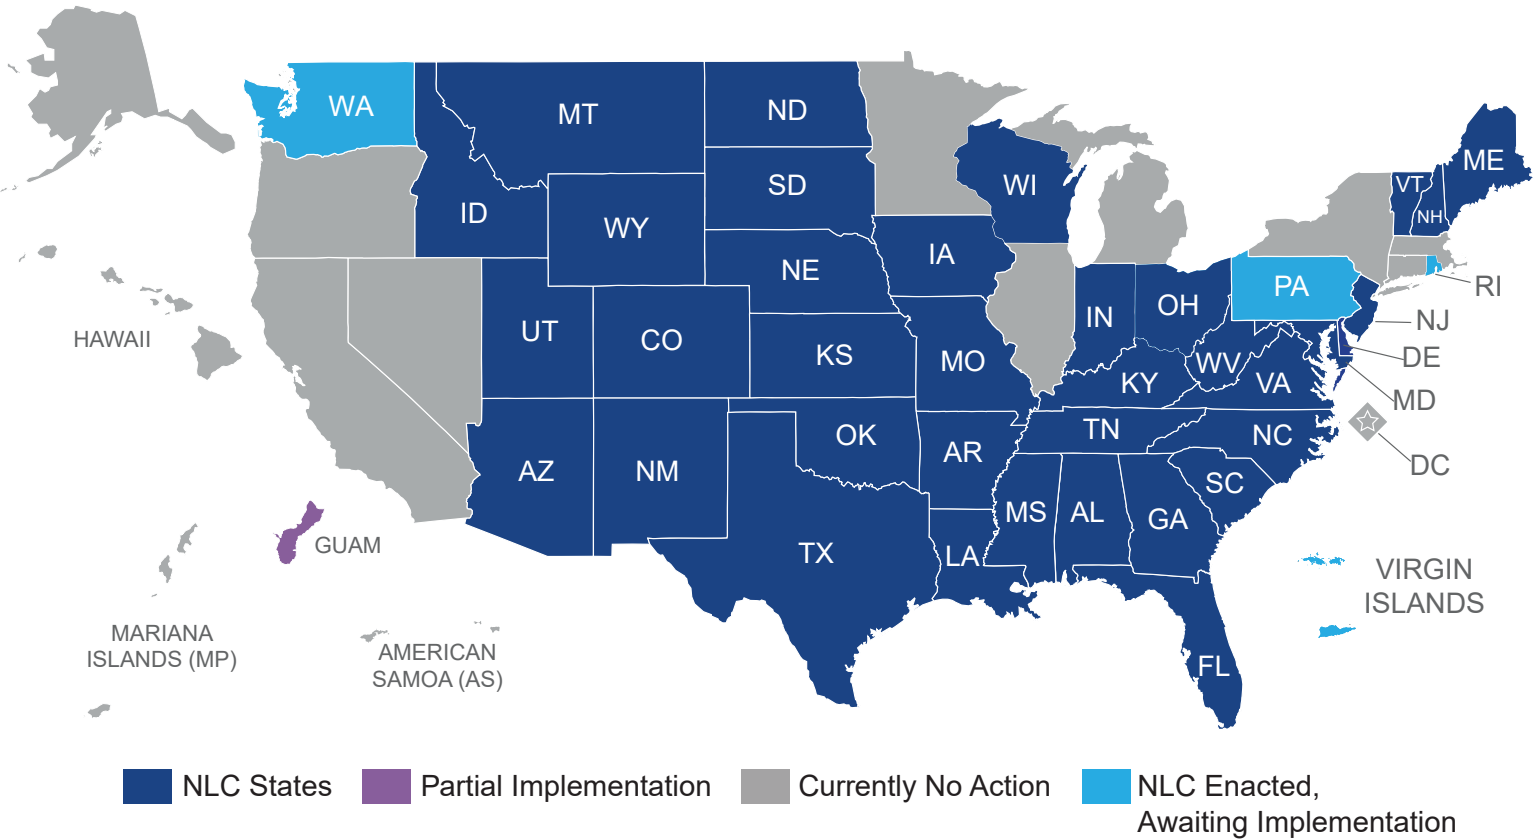 WA
MT
ND
ME
VT
NH
SD
WI
ID
WY
IA
NE
PA
RI
IN
OH
NJ
UT
CO
KS
MO
WV
KY
VA
DE
MD
HAWAII
OK
TN
NC
DC
AZ
NM
AR
SC
MS
AL
GA
GUAM
TX
LA
VIRGIN
ISLANDS
MARIANA
ISLANDS (MP)
AMERICAN
SAMOA (AS)
FL
NLC States
Partial Implementation
Currently No Action
NLC Enacted,
Awaiting Implementation